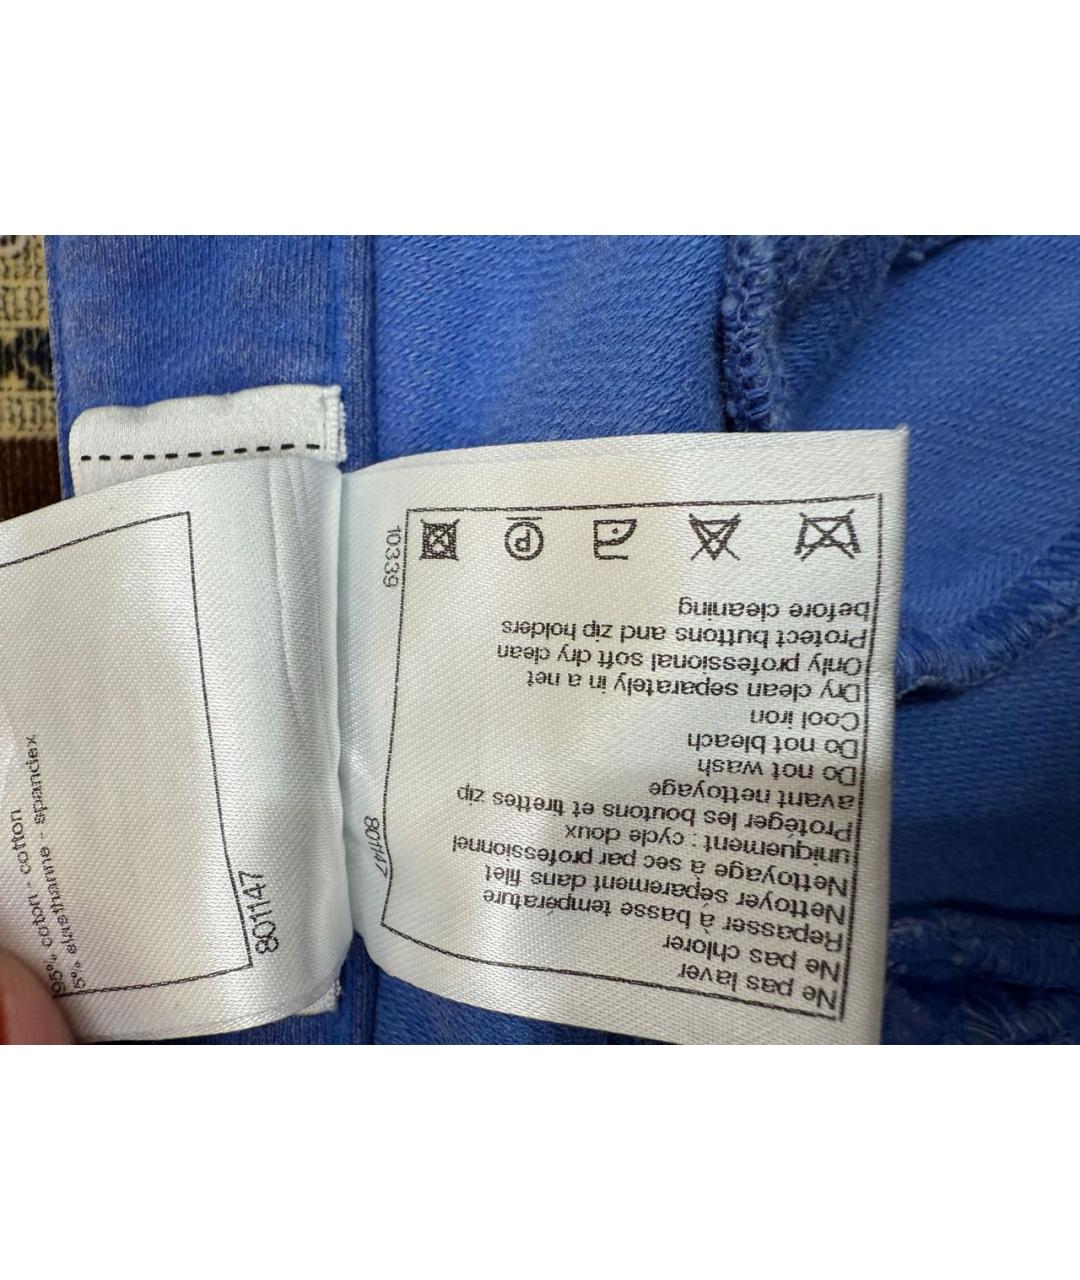 Ne pas laver
Ne pas chlorer
Repasser à basse température
Nettoyer séparement dans filet
Nettoyage à sec par professionnel
uniquement : cycle doux
Protéger les boutons et tirettes zip
avant nettoyage
Do not wash
Do not bleach
Cool iron
Dry clean separately in a net
Only professional soft dry clean
Protect buttons and zip holders
before cleaning
P
10339
801147
95% coton - cotton
5% elasthanne - spandex
801147